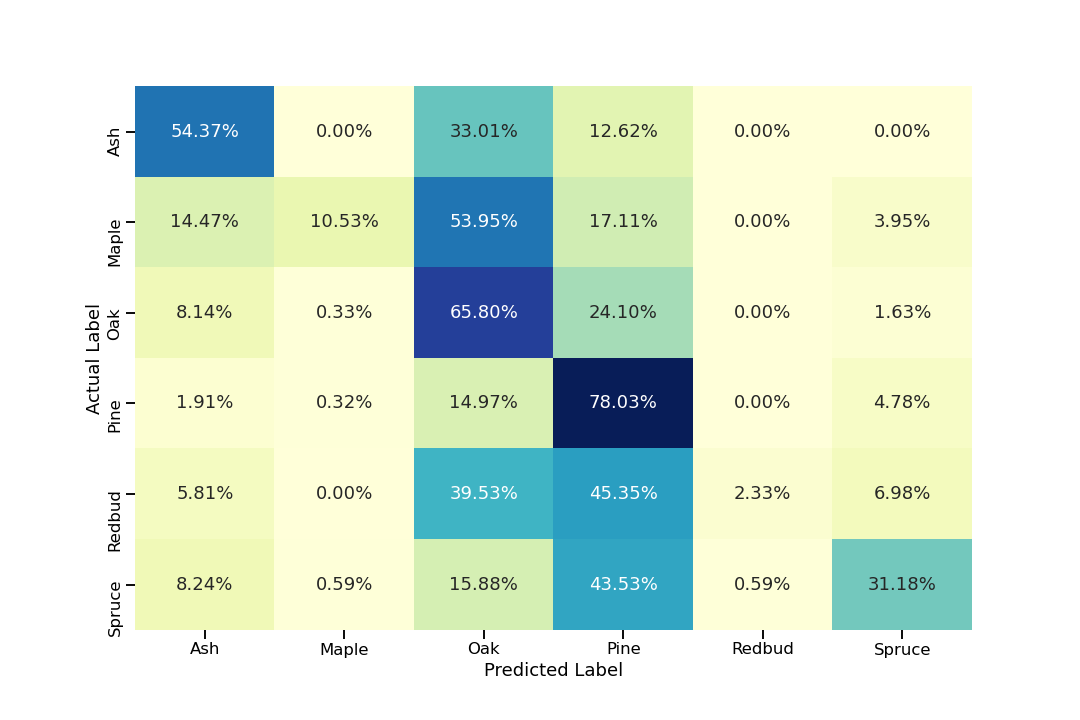 Actual Label
Ash 54.37% 0.00% 33.01% 12.62% 0.00% 0.00%
Maple 14.47% 10.53% 53.95% 17.11% 0.00% 3.95%
Oak 8.14% 0.33% 65.80% 24.10% 0.00% 1.63%
Pine 1.91% 0.32% 14.97% 78.03% 0.00% 4.78%
Redbud 5.81% 0.00% 39.53% 45.35% 2.33% 6.98%
Spruce 8.24% 0.59% 15.88% 43.53% 0.59% 31.18%
Ash Maple Oak Pine Redbud Spruce
Predicted Label